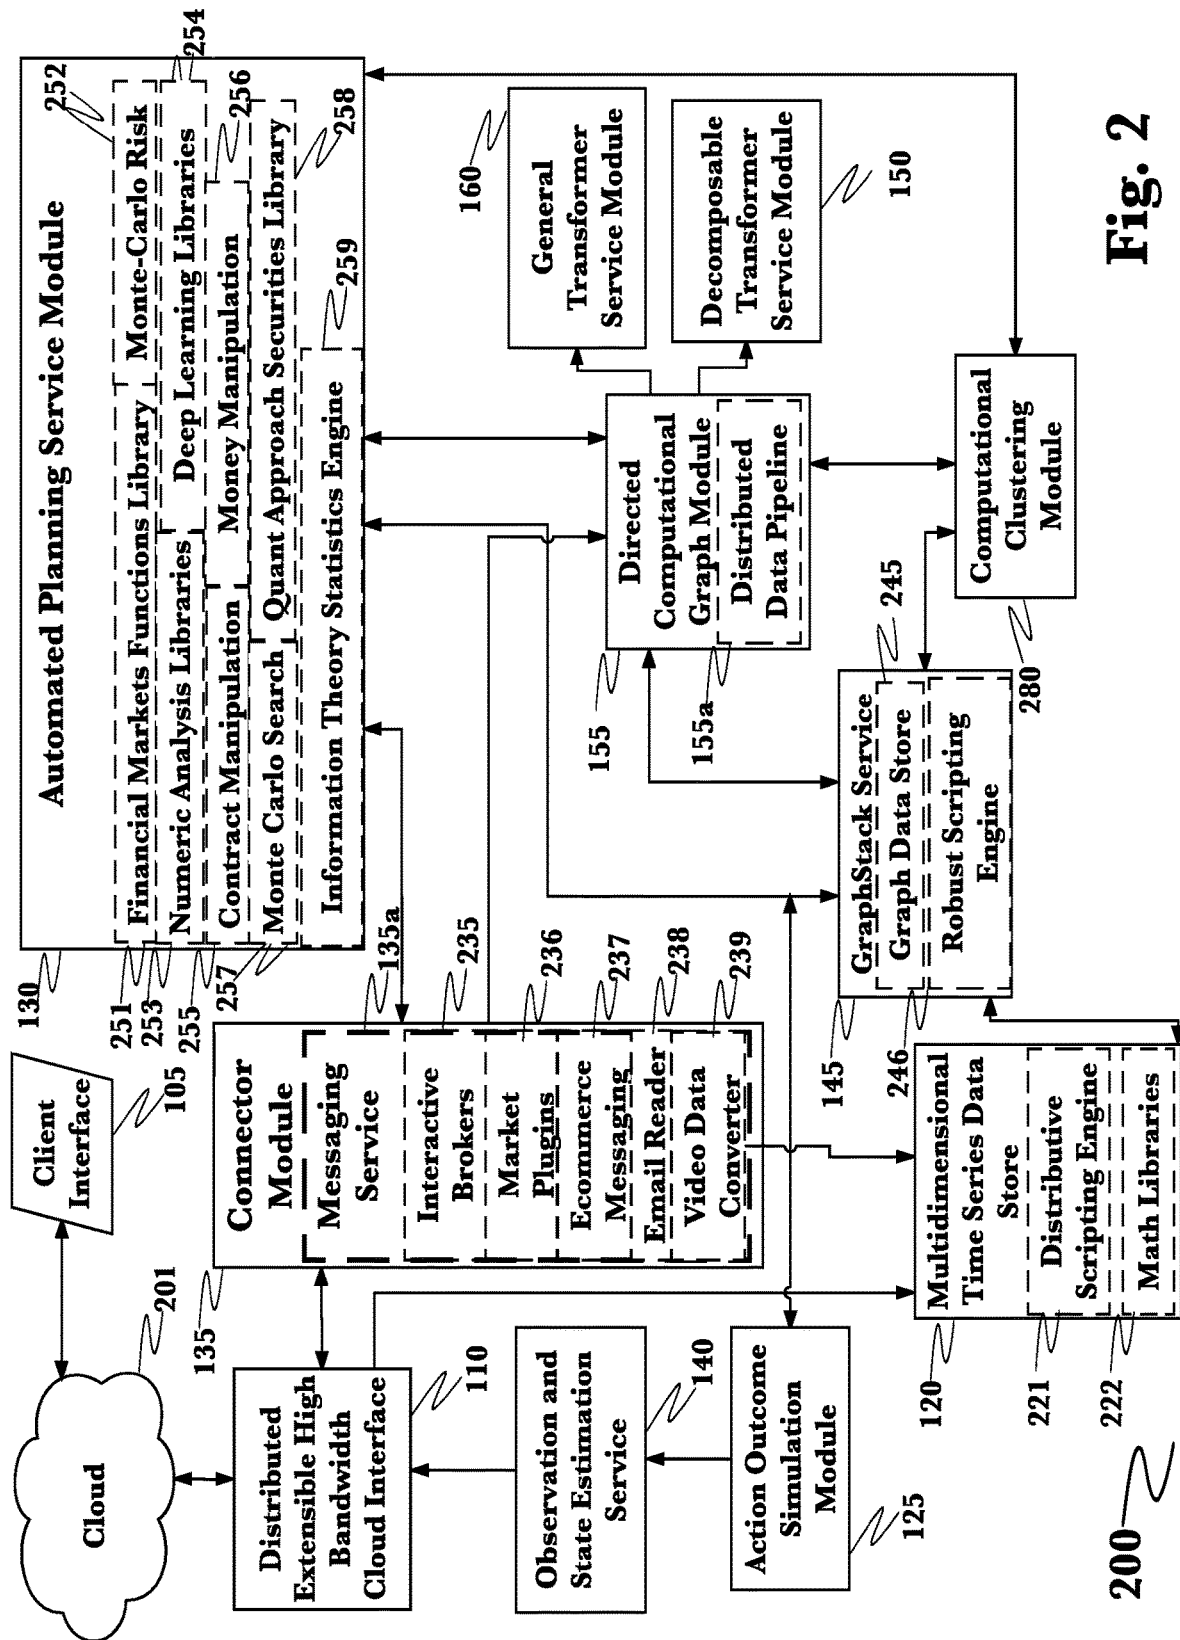 Cloud
201
Client
Interface
105
130
Automated Planning Service Module
251
Financial Markets Functions Library
Monte-Carlo Risk
252
253
Numeric Analysis Libraries
Deep Learning Libraries
254
255
Contract Manipulation
Money Manipulation
256
257
Monte Carlo Search
Quant Approach Securities Library
258
Information Theory Statistics Engine
259
135
Connector
Module
135a
Messaging
Service
235
Interactive
Brokers
236
Market
Plugins
237
Ecommerce
Messaging
238
Email Reader
239
Video Data
Converter
Distributed
Extensible High
Bandwidth
Cloud Interface
110
Observation and
State Estimation
Service
140
Action Outcome
Simulation
Module
125
160
General
Transformer
Service Module
Decomposable
Transformer
Service Module
150
155
Directed
Computational
Graph Module
155a
Distributed
Data Pipeline
145
GraphStack Service
245
Graph Data Store
246
Robust Scripting
Engine
Computational
Clustering
Module
280
120
Multidimensional
Time Series Data
Store
221
Distributive
Scripting Engine
222
Math Libraries
200
Fig. 2